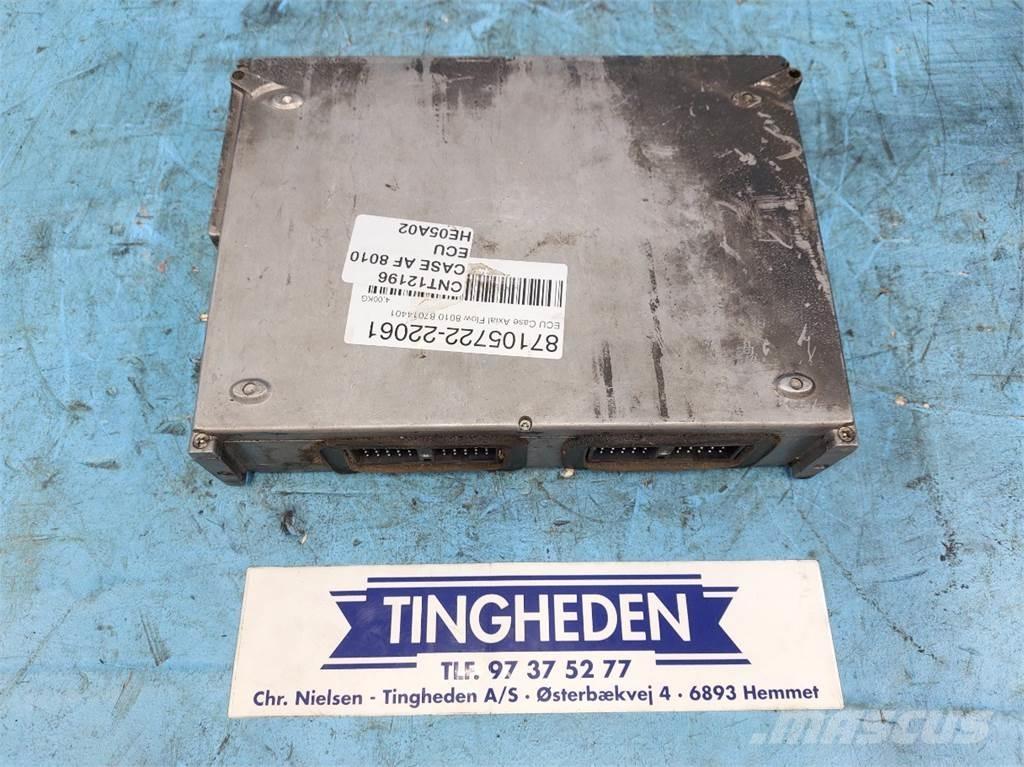 87105722-22061
ECU Case Axial Flow 8010 87014401
4,00KG
CNT12196
CASE AF 8010
ECU
HE05A02
TINGHEDEN
TLF. 97 37 52 77
Chr. Nielsen - Tingheden A/S · Østerbækvej 4 · 6893 Hemmet
MASCUS